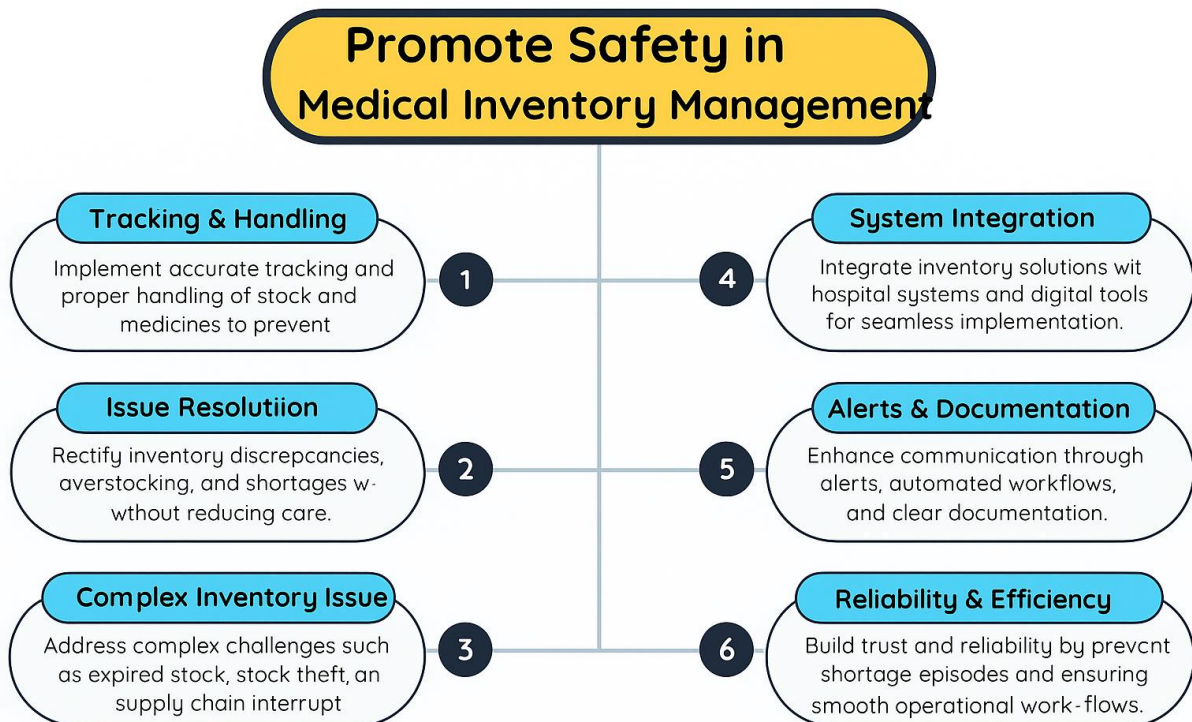 Promote Safety in
Medical Inventory Management
Tracking & Handling
Implement accurate tracking and
proper handling of stock and
medicines to prevent
1
Issue Resolutiion
Rectify inventory discrepcancies,
averstocking, and shortages w-
wthout reducing care.
2
Complex Inventory Issue
Address complex challenges such
as expired stock, stock theft, an
supply chain interrupt
3
System Integration
Integrate inventory solutions wit
hospital systems and digital tools
for seamless implementation.
4
Alerts & Documentation
Enhance communication through
alerts, automated workflows,
and clear documentation.
5
Reliability & Efficiency
Build trust and reliability by prevcnt
shortage episodes and ensuring
smooth operational work-flows.
6